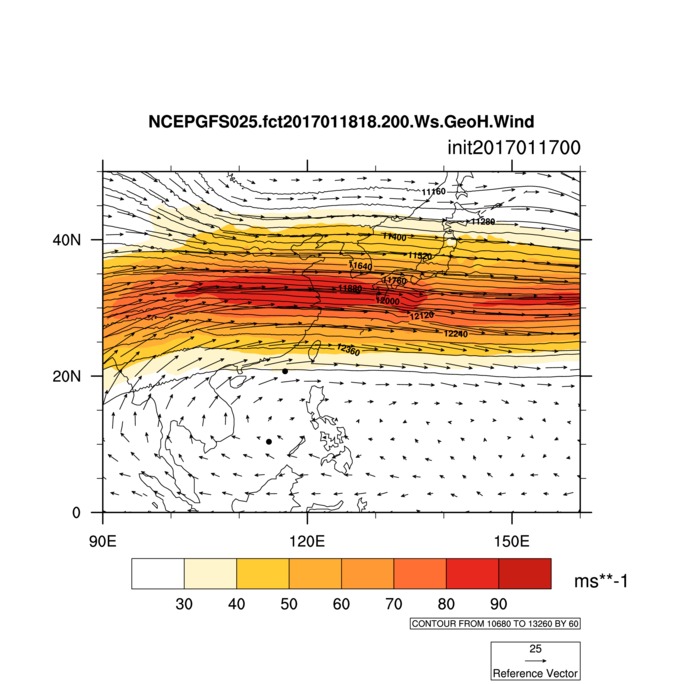 NCEPGFS025.fct2017011818.200.Ws.GeoH.Wind
init2017011700
11160
11280
40N
11400
11520
11640
11760
11880
12000
12120
12240
12360
20N
0
90E 120E 150E
ms**-1
30 40 50 60 70 80 90
CONTOUR FROM 10680 TO 13260 BY 60
25
Reference Vector